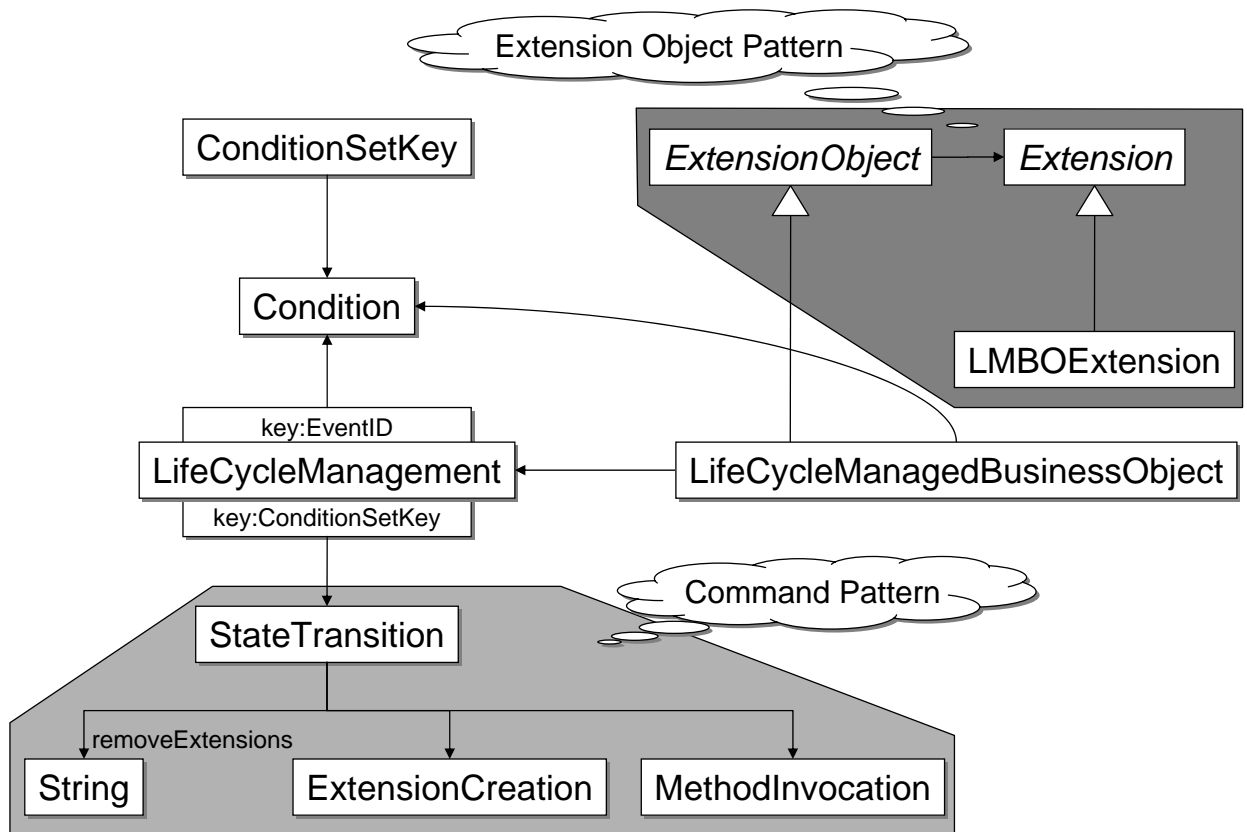 Extension Object Pattern
ConditionSetKey
ExtensionObject
Extension
Condition
LMBOExtension
key:EventID
LifeCycleManagement
LifeCycleManagedBusinessObject
key:ConditionSetKey
Command Pattern
StateTransition
removeExtensions
String
ExtensionCreation
MethodInvocation